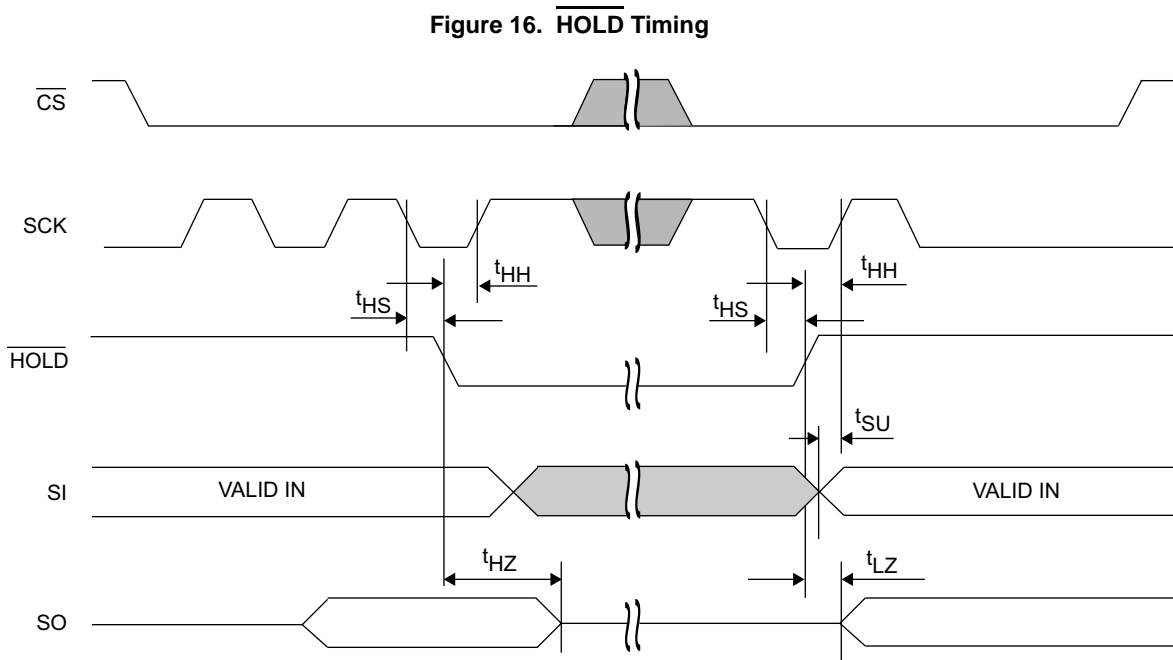 Figure 16. HOLD Timing
CS
SCK
tHH
tHH
tHS
tHS
HOLD
tSU
SI
VALID IN
VALID IN
tHZ
tLZ
SO